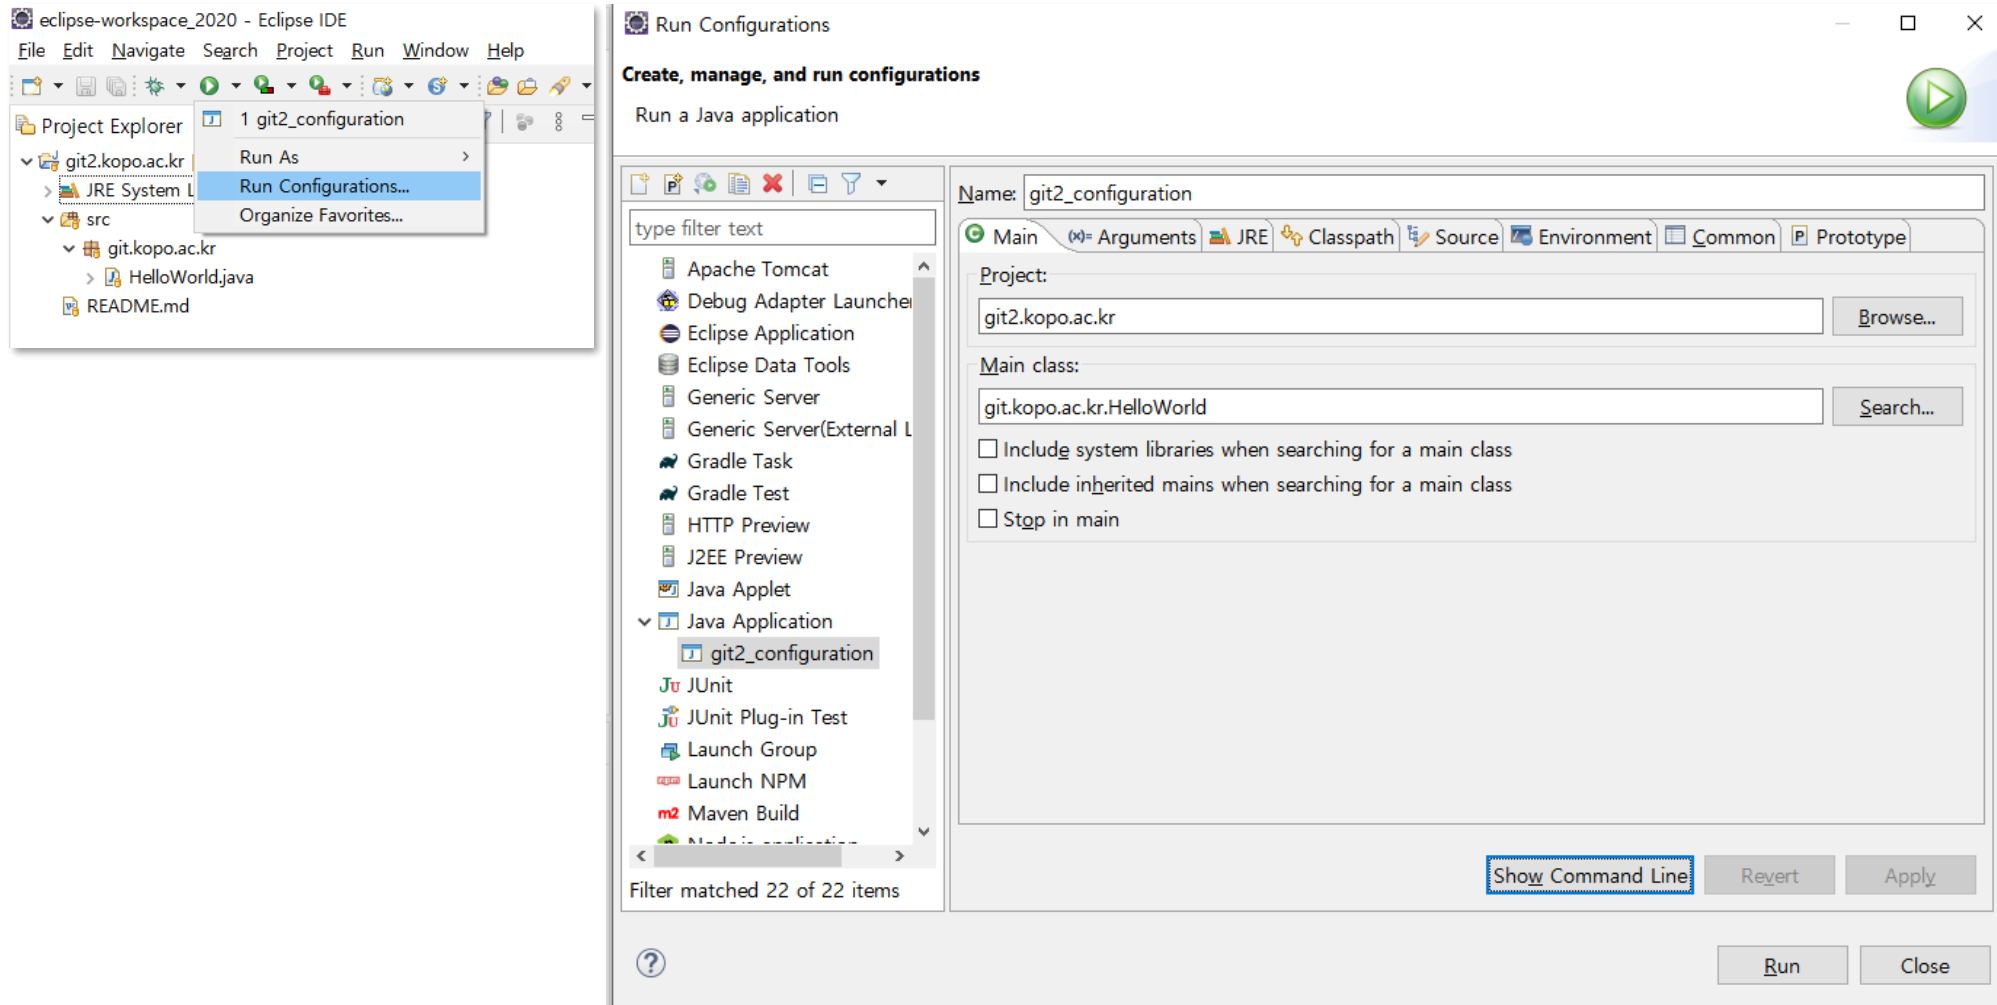 eclipse-workspace_2020 - Eclipse IDE
File Edit Navigate Search Project Run Window Help
1 git2_configuration
Project Explorer
Run As
git2.kopo.ac.kr
Run Configurations...
JRE System L
Organize Favorites...
src
git.kopo.ac.kr
HelloWorld.java
README.md
Run Configurations
Create, manage, and run configurations
Run a Java application
type filter text
Apache Tomcat
Debug Adapter Launcher
Eclipse Application
Eclipse Data Tools
Generic Server
Generic Server(External L
Gradle Task
Gradle Test
HTTP Preview
J2EE Preview
Java Applet
Java Application
git2_configuration
JUnit
JUnit Plug-in Test
Launch Group
Launch NPM
m2 Maven Build
Filter matched 22 of 22 items
Name: git2_configuration
Main (x)= Arguments JRE Classpath Source Environment Common Prototype
Project:
git2.kopo.ac.kr Browse...
Main class:
git.kopo.ac.kr.HelloWorld Search...
Include system libraries when searching for a main class
Include inherited mains when searching for a main class
Stop in main
Show Command Line Revert Apply
Run Close